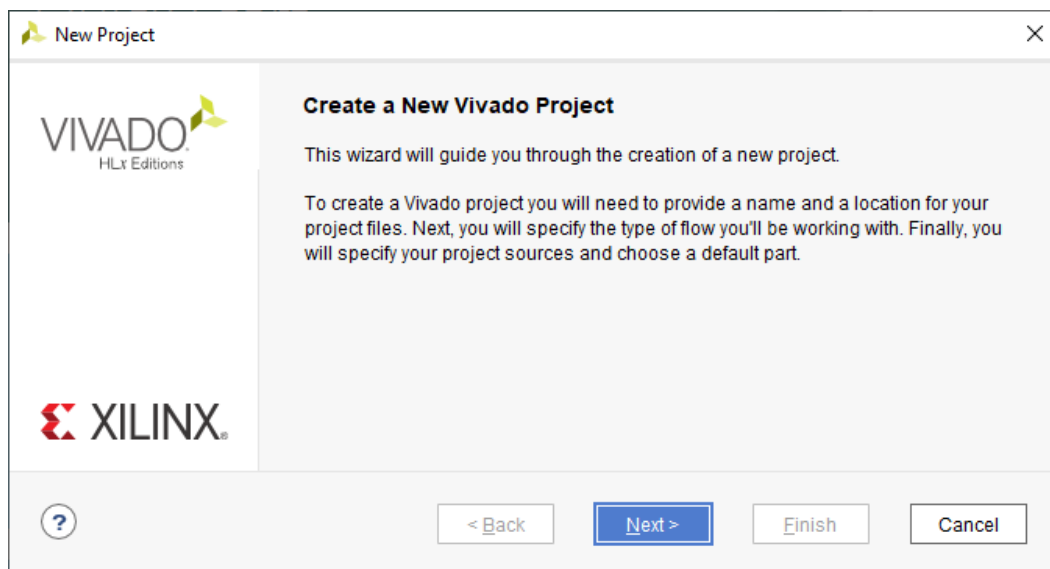 New Project
VIVADO.
HLx Editions
Create a New Vivado Project
This wizard will guide you through the creation of a new project.
To create a Vivado project you will need to provide a name and a location for your
project files. Next, you will specify the type of flow you'll be working with. Finally, you
will specify your project sources and choose a default part.
XILINX®
?
< Back Next > Finish Cancel